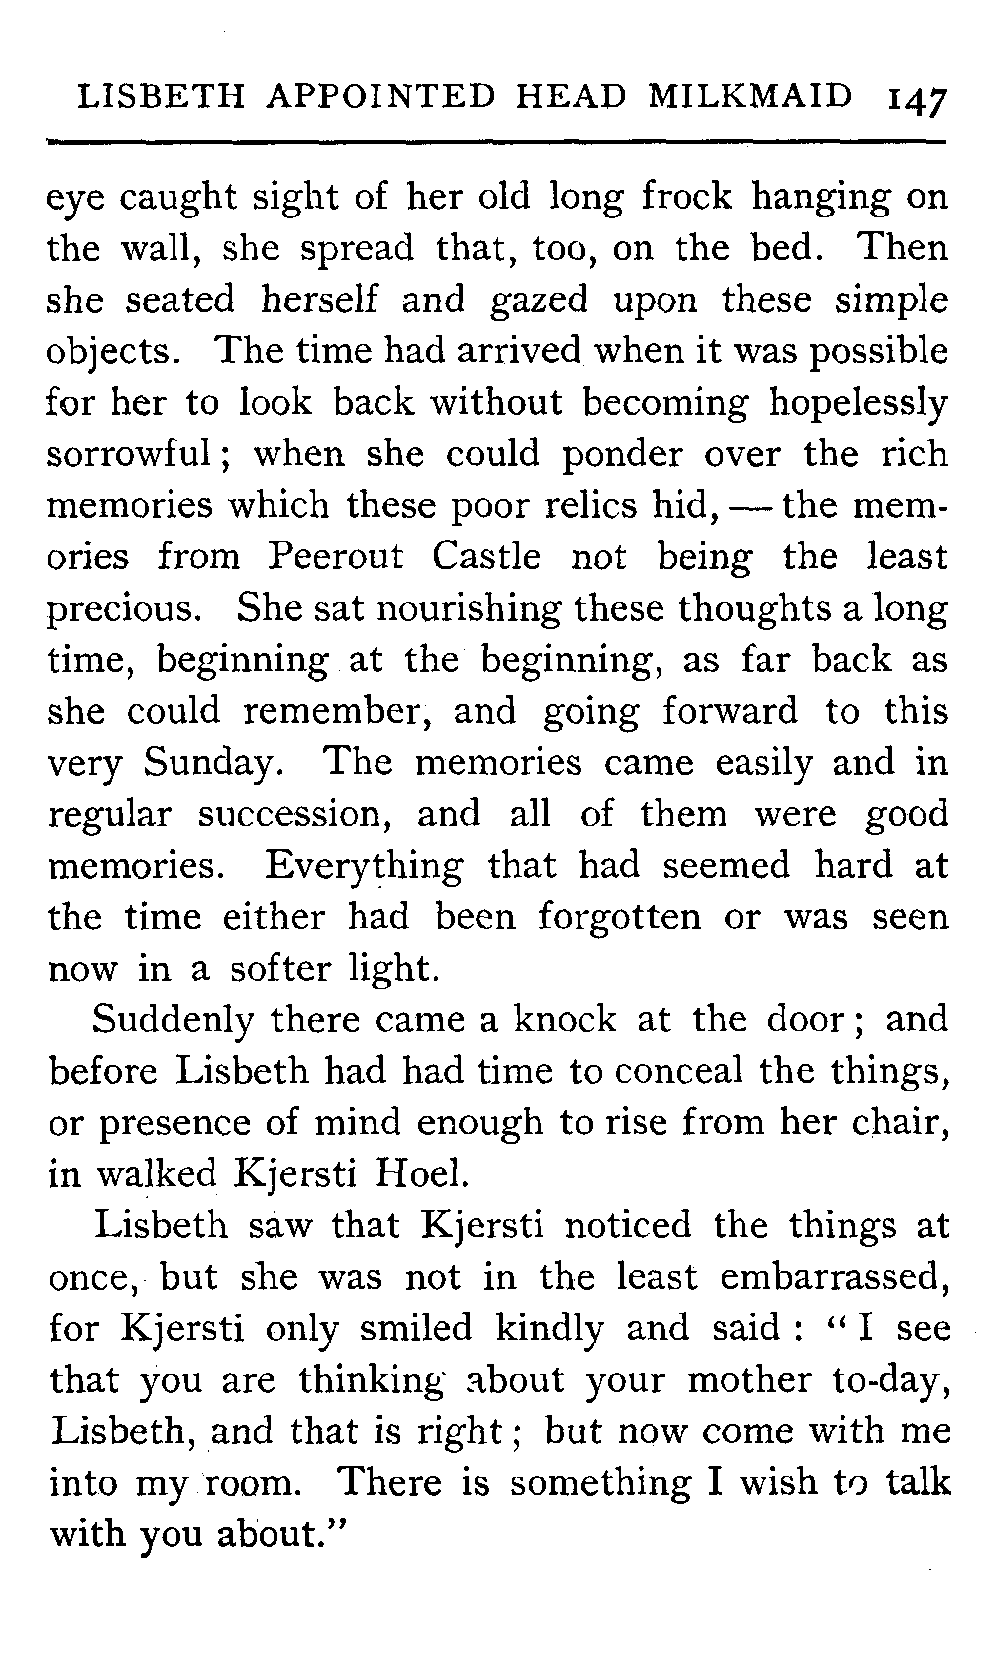 LISBETH APPOINTED HEAD MILKMAID 147
eye caught sight of her old long frock hanging on
the wall, she spread that, too, on the bed. Then
she seated herself and gazed upon these simple
objects. The time had arrived when it was possible
for her to look back without becoming hopelessly
sorrowful; when she could ponder over the rich
memories which these poor relics hid, — the mem-
ories from Peerout Castle not being the least
precious. She sat nourishing these thoughts a long
time, beginning at the beginning, as far back as
she could remember, and going forward to this
very Sunday. The memories came easily and in
regular succession, and all of them were good
memories. Everything that had seemed hard at
the time either had been forgotten or was seen
now in a softer light.
Suddenly there came a knock at the door; and
before Lisbeth had had time to conceal the things,
or presence of mind enough to rise from her chair,
in walked Kjersti Hoel.
Lisbeth saw that Kjersti noticed the things at
once, but she was not in the least embarrassed,
for Kjersti only smiled kindly and said: “I see
that you are thinking about your mother to-day,
Lisbeth, and that is right; but now come with me
into my room. There is something I wish to talk
with you about.”